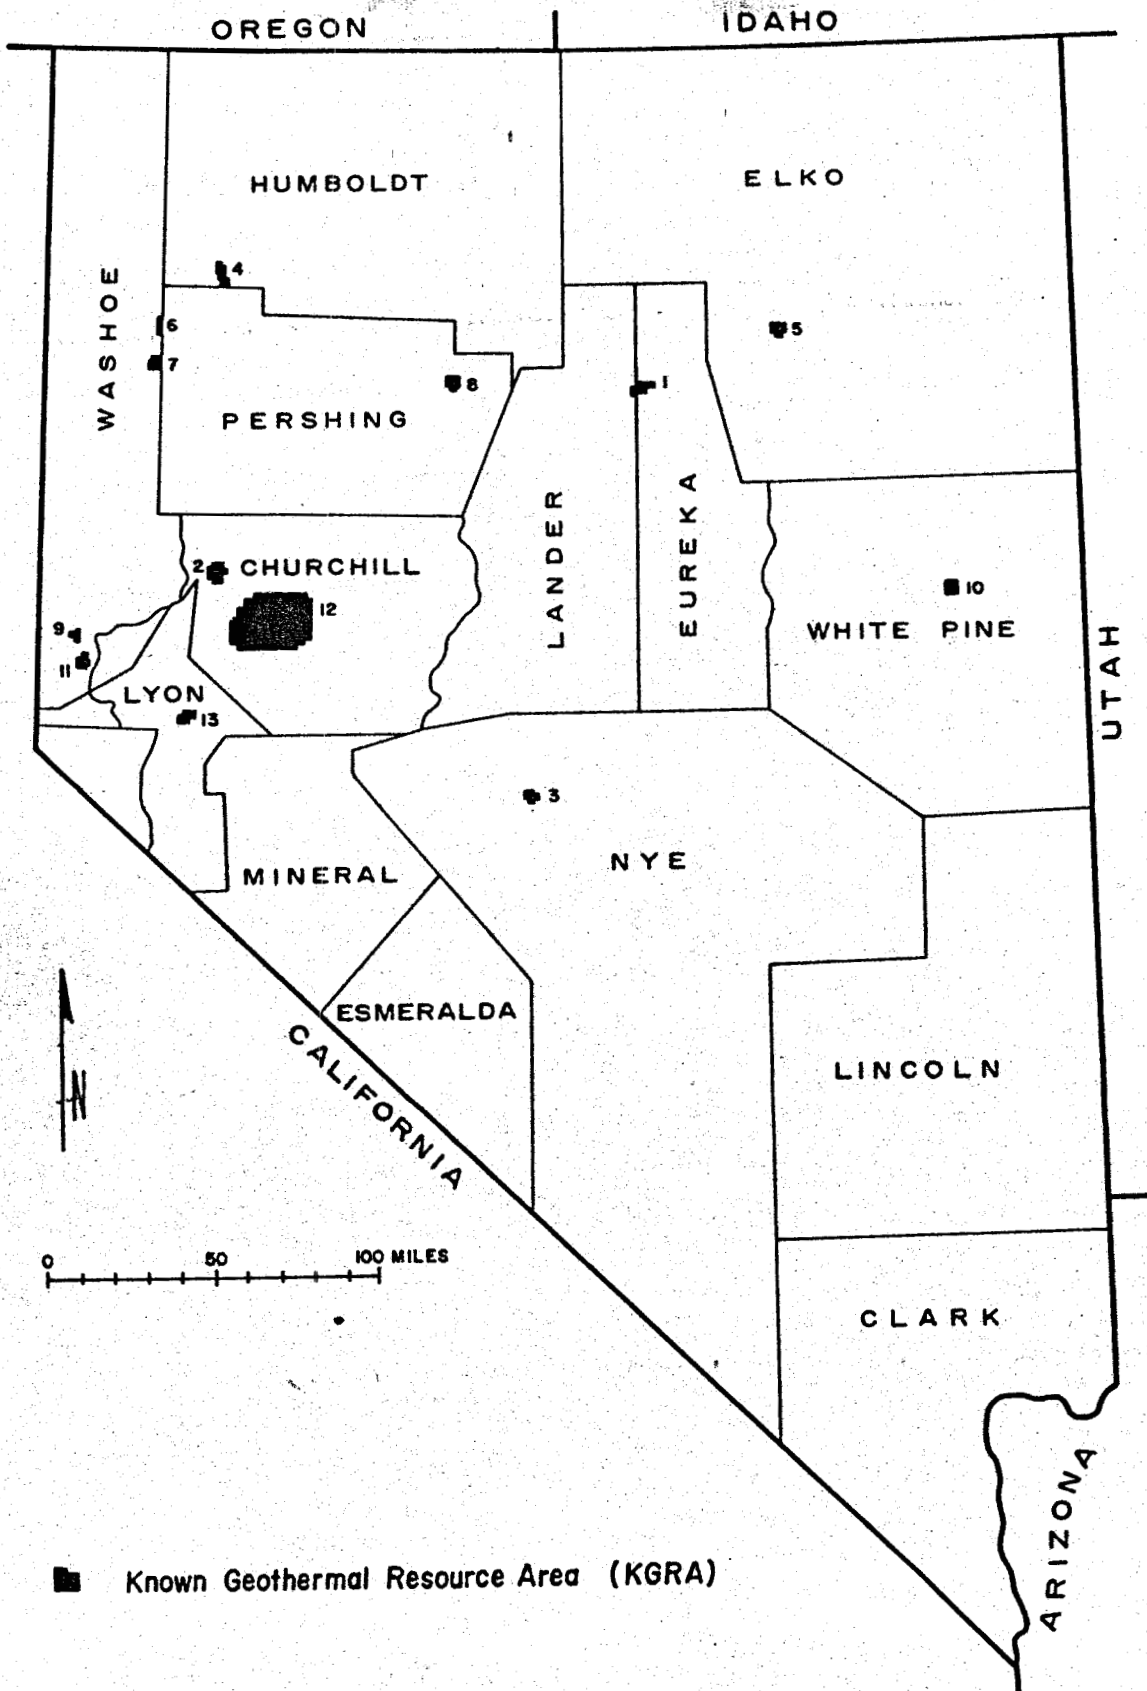 OREGON
IDAHO
HUMBOLDT
ELKO
WASHOE
4
6
7
5
8
1
PERSHING
LANDER
EUREKA
2
CHURCHILL
12
10
WHITE PINE
9
11
UTAH
LYON
13
3
NYE
MINERAL
ESMERALDA
CALIFORNIA
N
LINCOLN
0 50 100 MILES
CLARK
ARIZONA
Known Geothermal Resource Area (KGRA)